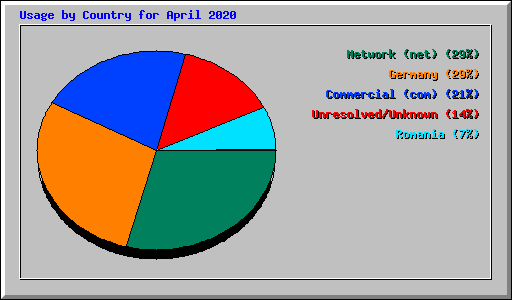 Usage by Country for April 2020
Network (net) (29%)
Germany (29%)
Commercial (com) (21%)
Unresolved/Unknown (14%)
Romania (7%)